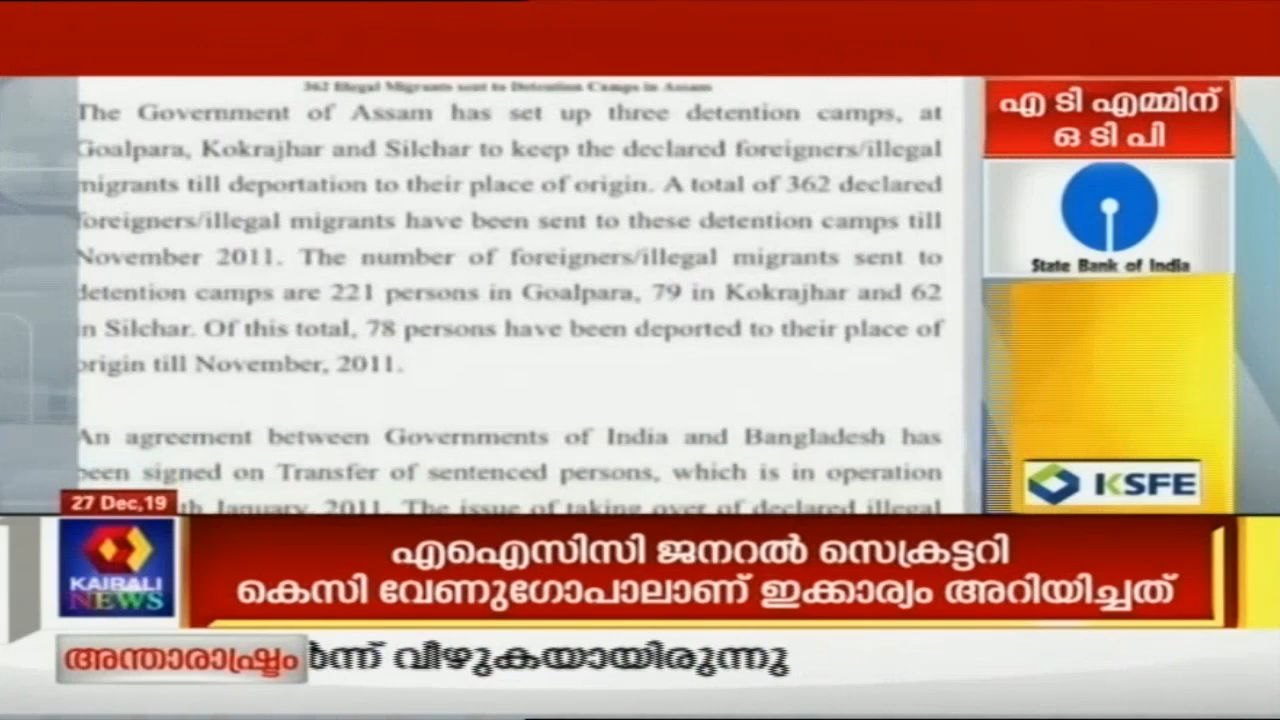 362 Illegal Migrants sent to Detention Camps in Assam
The Government of Assam has set up three detention camps, at
Goalpara, Kokrajhar and Silchar to keep the declared foreigners/illegal
migrants till deportation to their place of origin. A total of 362 declared
foreigners/illegal migrants have been sent to these detention camps till
November 2011. The number of foreigners/illegal migrants sent to
detention camps are 221 persons in Goalpara, 79 in Kokrajhar and 62
in Silchar. Of this total, 78 persons have been deported to their place of
origin till November, 2011.
An agreement between Governments of India and Bangladesh has
been signed on Transfer of sentenced persons, which is in operation
th January, 2011. The issue of taking over of declared illegal
എ ടി എമ്മിന്
ഒ ടി പി
State Bank of India
KSFE
27 Dec,19
KAIRALI
NEWS
എഐസിസി ജനറൽ സെക്രട്ടറി
കെസി വേണുഗോപാലാണ് ഇക്കാര്യം അറിയിച്ചത്
അന്താരാഷ്ട്രം
ർന്ന് വീഴുകയായിരുന്നു